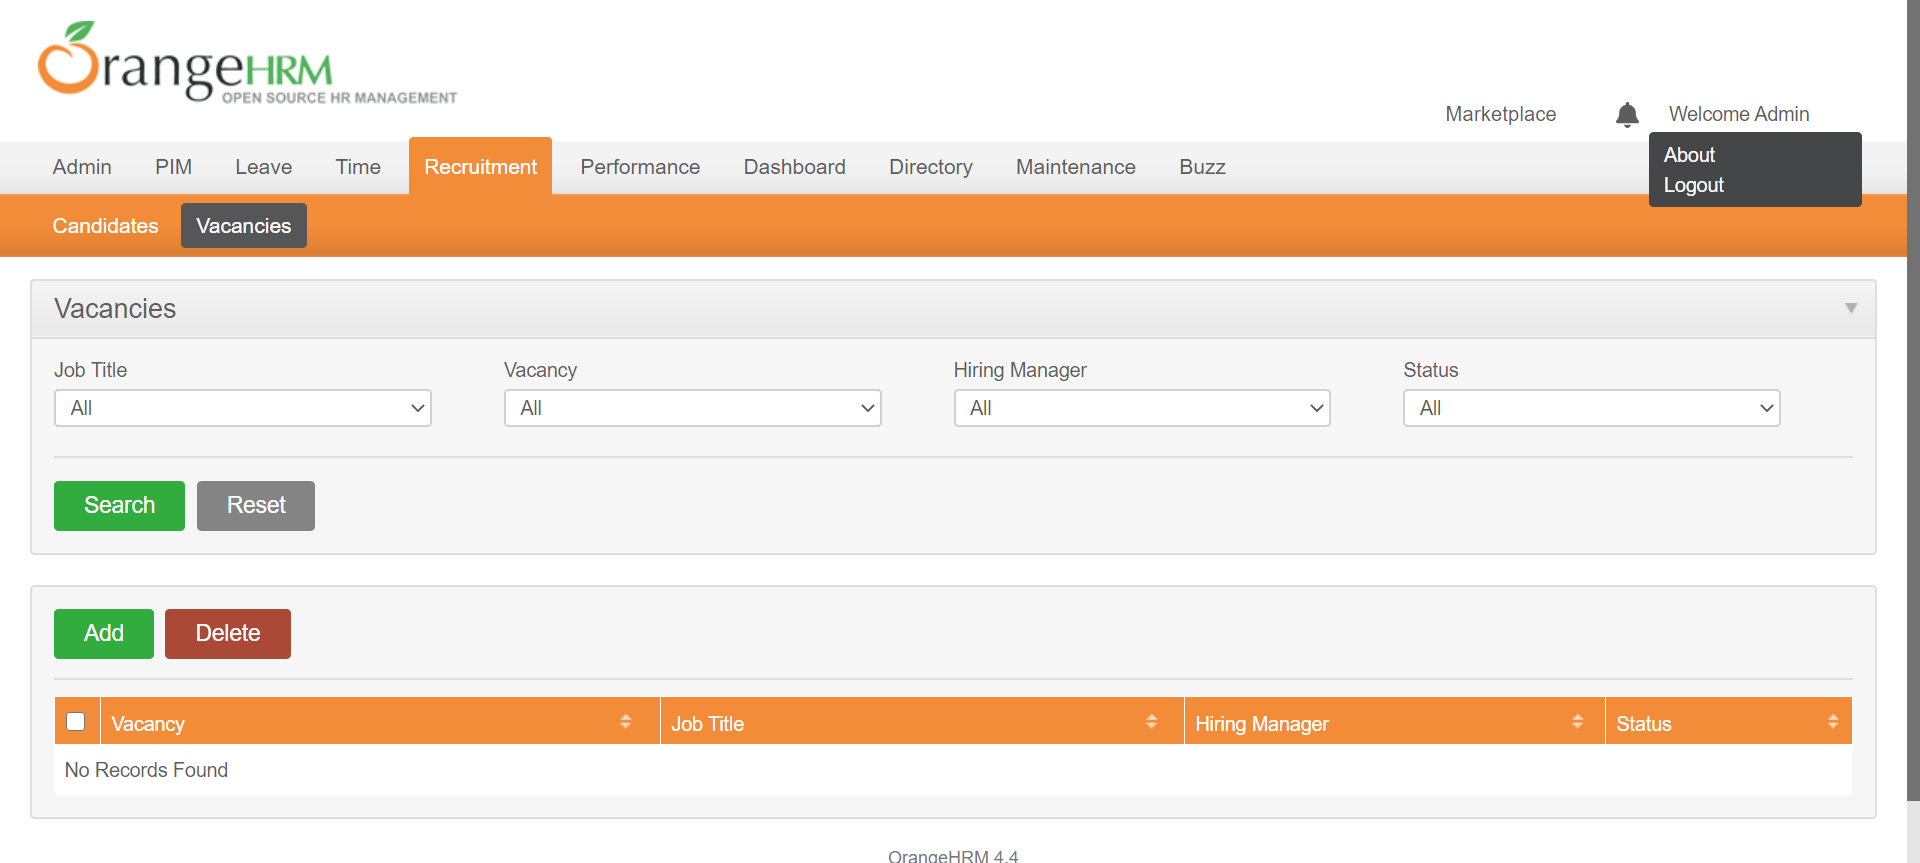 OrangeHRM
OPEN SOURCE HR MANAGEMENT
Marketplace
Welcome Admin
About
Logout
Admin PIM Leave Time Recruitment Performance Dashboard Directory Maintenance Buzz
Candidates Vacancies
Vacancies
Job Title Vacancy Hiring Manager Status
All All All All
Search Reset
Add Delete
Vacancy Job Title Hiring Manager Status
No Records Found
OrangeHRM 4.4